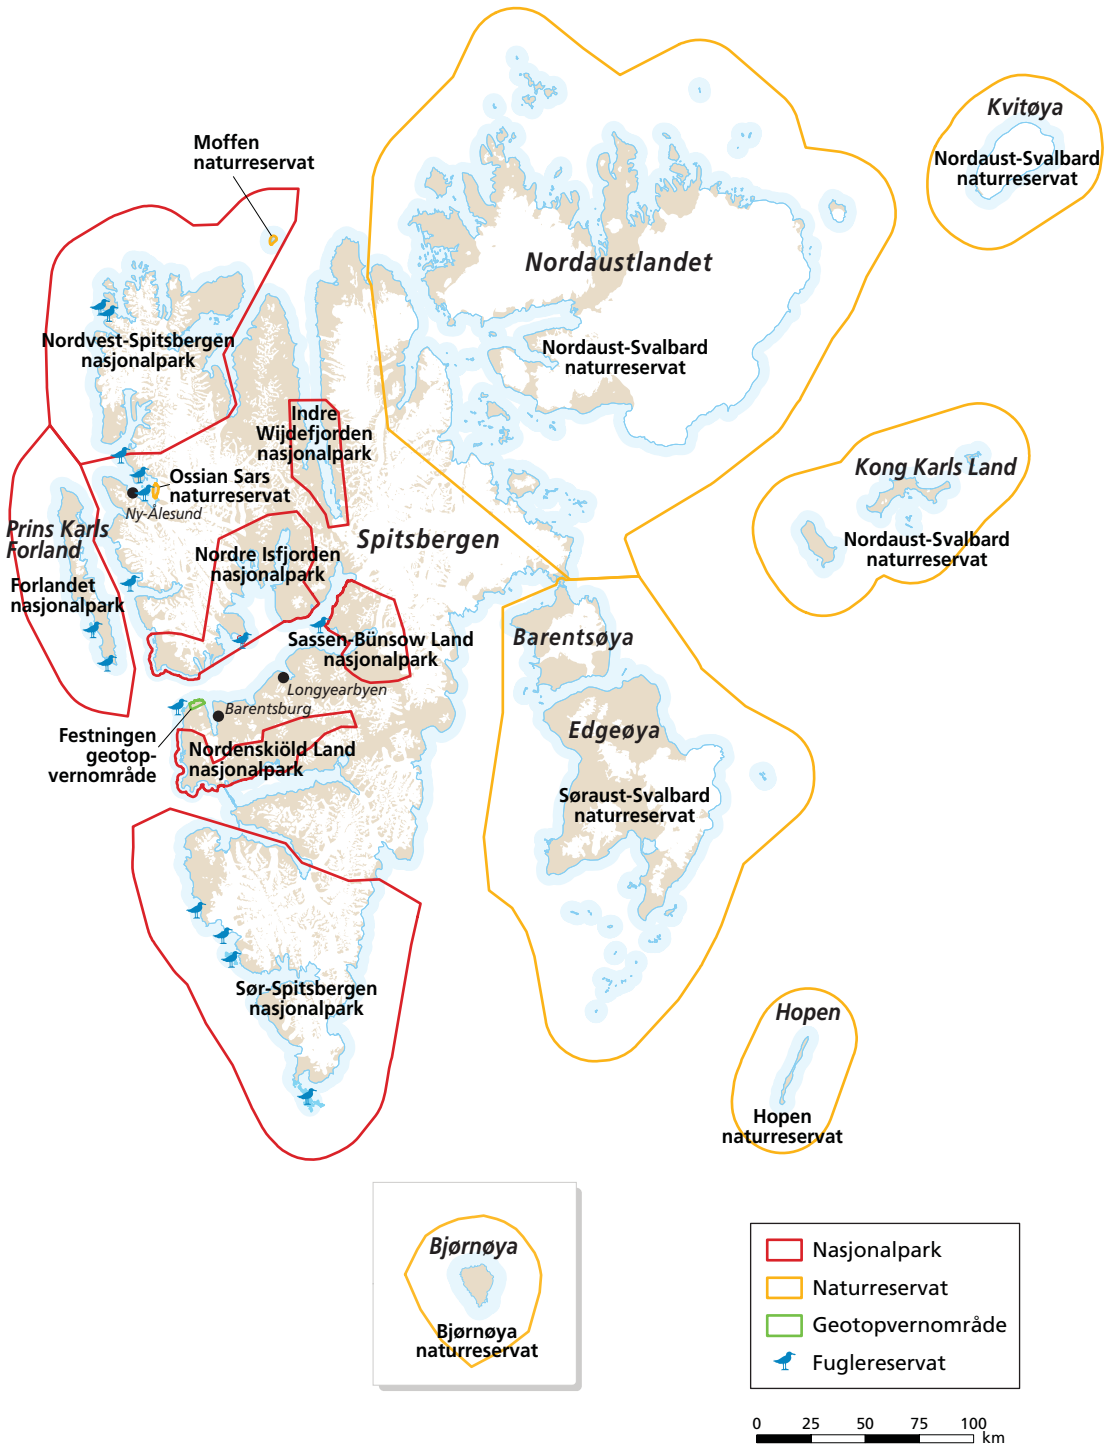 Kvitøya
Nordaust-Svalbard
naturreservat
Moffen
naturreservat
Nordaustlandet
Nordaust-Svalbard
naturreservat
Nordvest-Spitsbergen
nasjonalpark
Indre
Wijdefjorden
nasjonalpark
Kong Karls Land
Nordaust-Svalbard
naturreservat
Ossian Sars
naturreservat
Ny-Ålesund
Prins Karls
Forland
Forlandet
nasjonalpark
Spitsbergen
Nordre Isfjorden
nasjonalpark
Sassen-Bünsow Land
nasjonalpark
Barentsøya
Longyearbyen
Barentsburg
Edgeøya
Festningen
geotop-
vernområde
Nordenskiöld Land
nasjonalpark
Søraust-Svalbard
naturreservat
Sør-Spitsbergen
nasjonalpark
Hopen
Hopen
naturreservat
Bjørnøya
Bjørnøya
naturreservat
Nasjonalpark
Naturreservat
Geotopvernområde
Fuglereservat
0 25 50 75 100
km